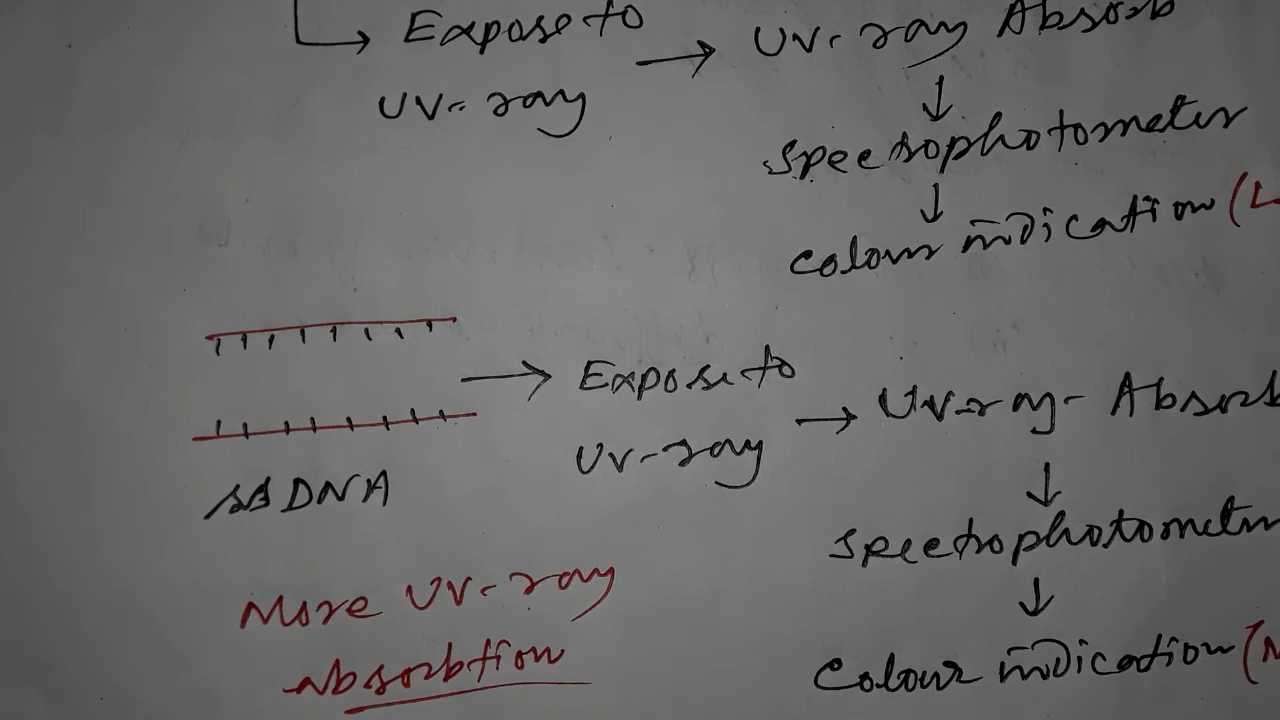 Expose to
UV-ray
UV-ray Absorb
Spectrophotometer
Colour indication (L
Expose to
UV-ray
UV-ray- Absorb
Spectrophotometer
Colour indication (M
ssDNA
More UV-ray
absorbtion